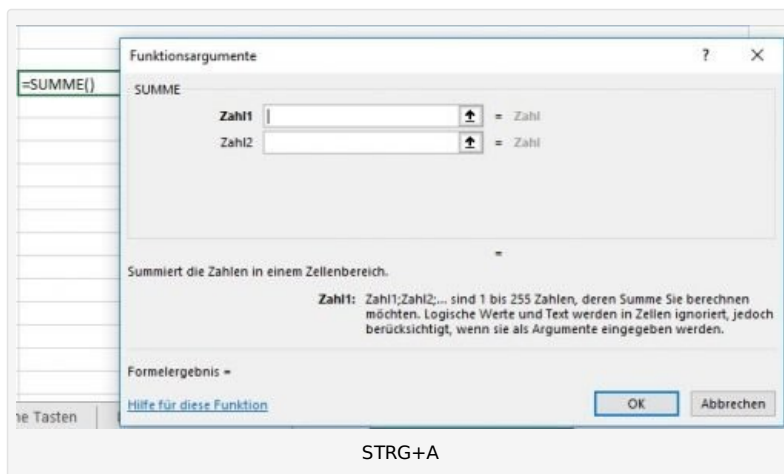 Funktionsargumente ? ×
=SUMME()
SUMME
Zahl1 = Zahl
Zahl2 = Zahl
=
Summiert die Zahlen in einem Zellenbereich.
Zahl1: Zahl1;Zahl2;... sind 1 bis 255 Zahlen, deren Summe Sie berechnen
möchten. Logische Werte und Text werden in Zellen ignoriert, jedoch
berücksichtigt, wenn sie als Argumente eingegeben werden.
Formelergebnis =
Hilfe für diese Funktion OK Abbrechen
ne Tasten
STRG+A